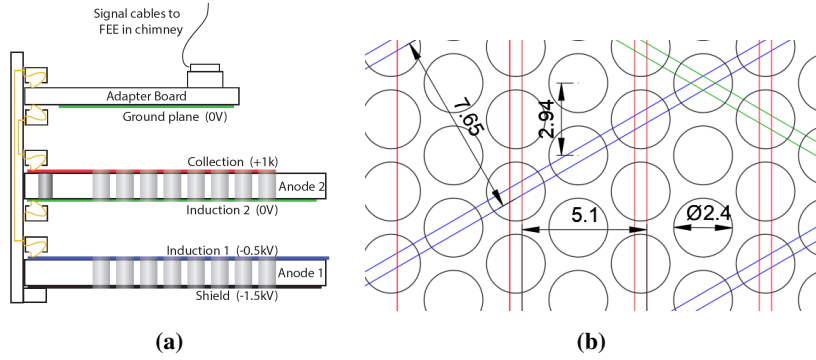 Signal cables to
FEE in chimney
Adapter Board
Ground plane (0V)
Collection (+1k)
Anode 2
Induction 2 (0V)
Induction 1 (-0.5kV)
Anode 1
Shield (-1.5kV)
(a)
7.65
2.94
5.1
Ø2.4
(b)